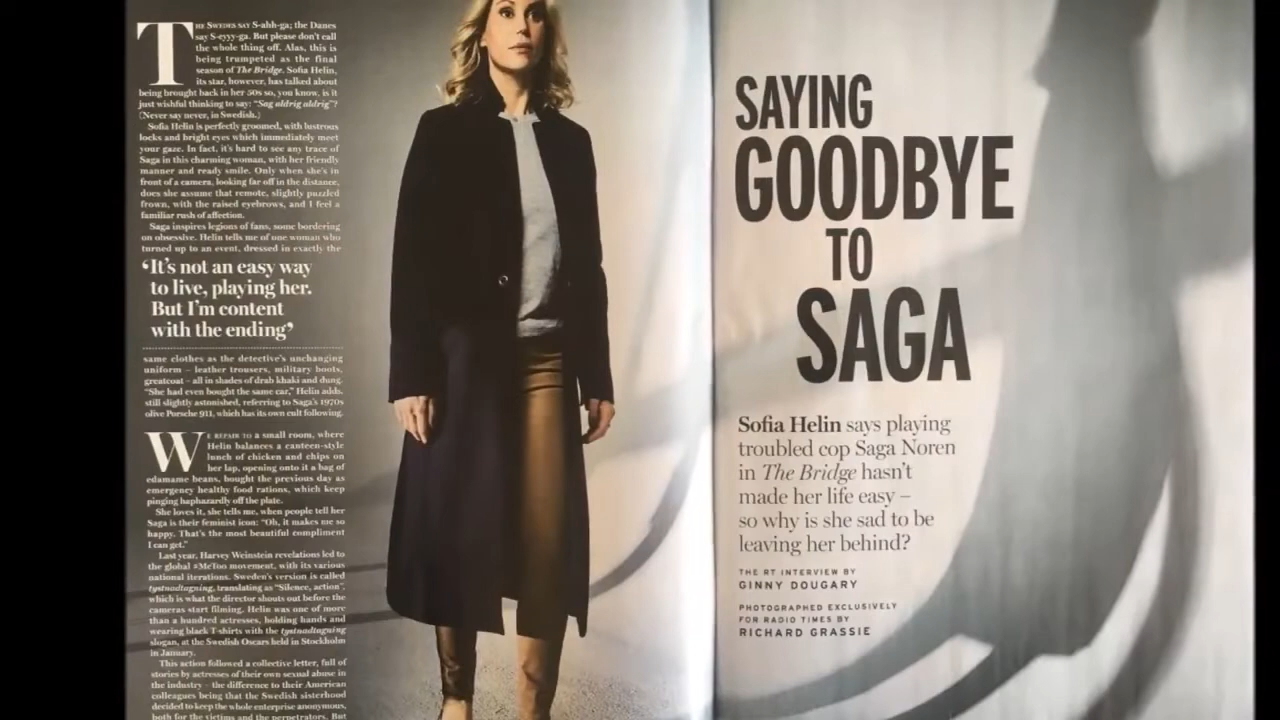 THE SWEDES SAY S-ahh-ga; the Danes
say S-eyyy-ga. But please don't call
the whole thing off. Alas, this is
being trumpeted as the final
season of The Bridge. Sofia Helin,
its star, however, has talked about
being brought back in her 50s so, you know, is it
just wishful thinking to say: “Sag aldrig aldrig”?
(Never say never, in Swedish.)
Sofia Helin is perfectly groomed, with lustrous
locks and bright eyes which immediately meet
your gaze. In fact, it's hard to see any trace of
Saga in this charming woman, with her friendly
manner and ready smile. Only when she's in
front of a camera, looking far off in the distance,
does she assume that remote, slightly puzzled
frown, with the raised eyebrows, and I feel a
familiar rush of affection.
Saga inspires legions of fans, some bordering
on obsessive. Helin tells me of one woman who
turned up to an event, dressed in exactly the
‘It's not an easy way
to live, playing her.
But I'm content
with the ending’
same clothes as the detective's unchanging
uniform – leather trousers, military boots,
greatcoat – all in shades of drab khaki and dung.
“She had even bought the same car,” Helin adds,
still slightly astonished, referring to Saga's 1970s
olive Porsche 911, which has its own cult following.
WE REPAIR TO a small room, where
Helin balances a canteen-style
lunch of chicken and chips on
her lap, opening onto it a bag of
edamame beans, bought the previous day as
emergency healthy food rations, which keep
pinging haphazardly off the plate.
She loves it, she tells me, when people tell her
Saga is their feminist icon: “Oh, it makes me so
happy. That's the most beautiful compliment
I can get.”
Last year, Harvey Weinstein revelations led to
the global #MeToo movement, with its various
national iterations. Sweden's version is called
tystnadtagning, translating as “Silence, action”,
which is what the director shouts out before the
cameras start filming. Helin was one of more
than a hundred actresses, holding hands and
wearing black T-shirts with the tystnadtagning
slogan, at the Swedish Oscars held in Stockholm
in January.
This action followed a collective letter, full of
stories by actresses of their own sexual abuse in
the industry – the difference to their American
colleagues being that the Swedish sisterhood
decided to keep the whole enterprise anonymous,
both for the victims and the perpetrators. But
SAYING
GOODBYE
TO
SAGA
Sofia Helin says playing
troubled cop Saga Noren
in The Bridge hasn't
made her life easy –
so why is she sad to be
leaving her behind?
THE RT INTERVIEW BY
GINNY DOUGARY
PHOTOGRAPHED EXCLUSIVELY
FOR RADIO TIMES BY
RICHARD GRASSIE